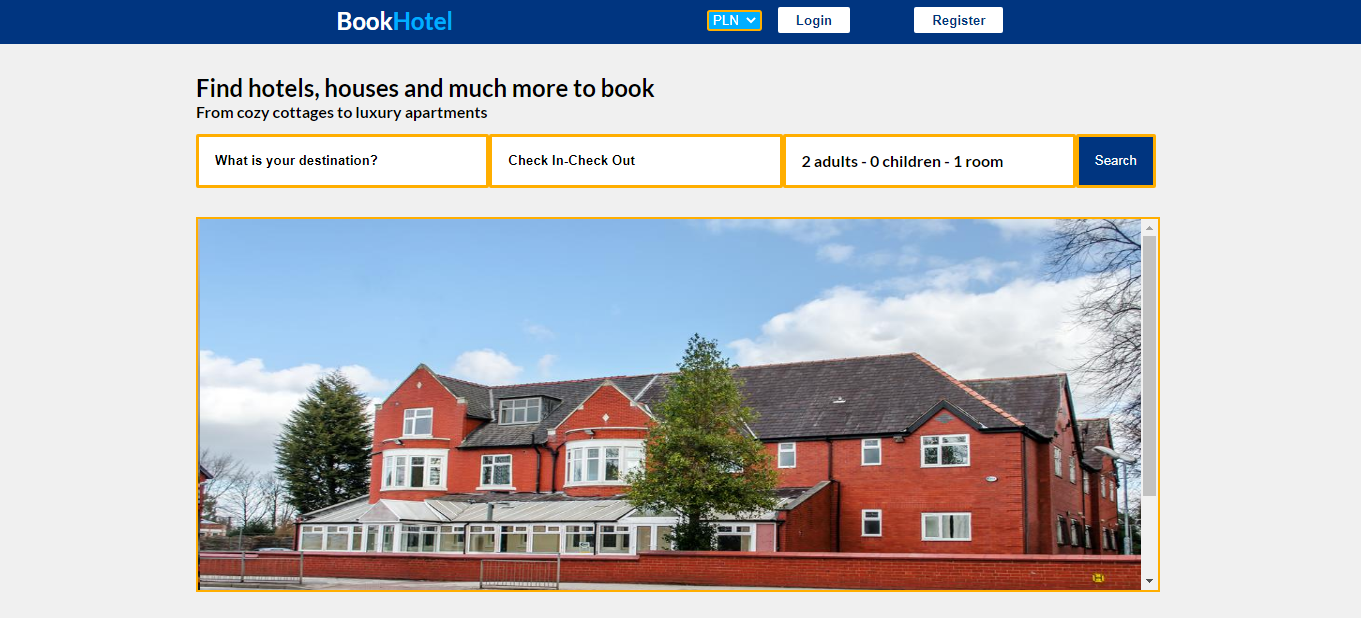 BookHotel
PLN
Login
Register
Find hotels, houses and much more to book
From cozy cottages to luxury apartments
What is your destination?
Check In-Check Out
2 adults - 0 children - 1 room
Search
H